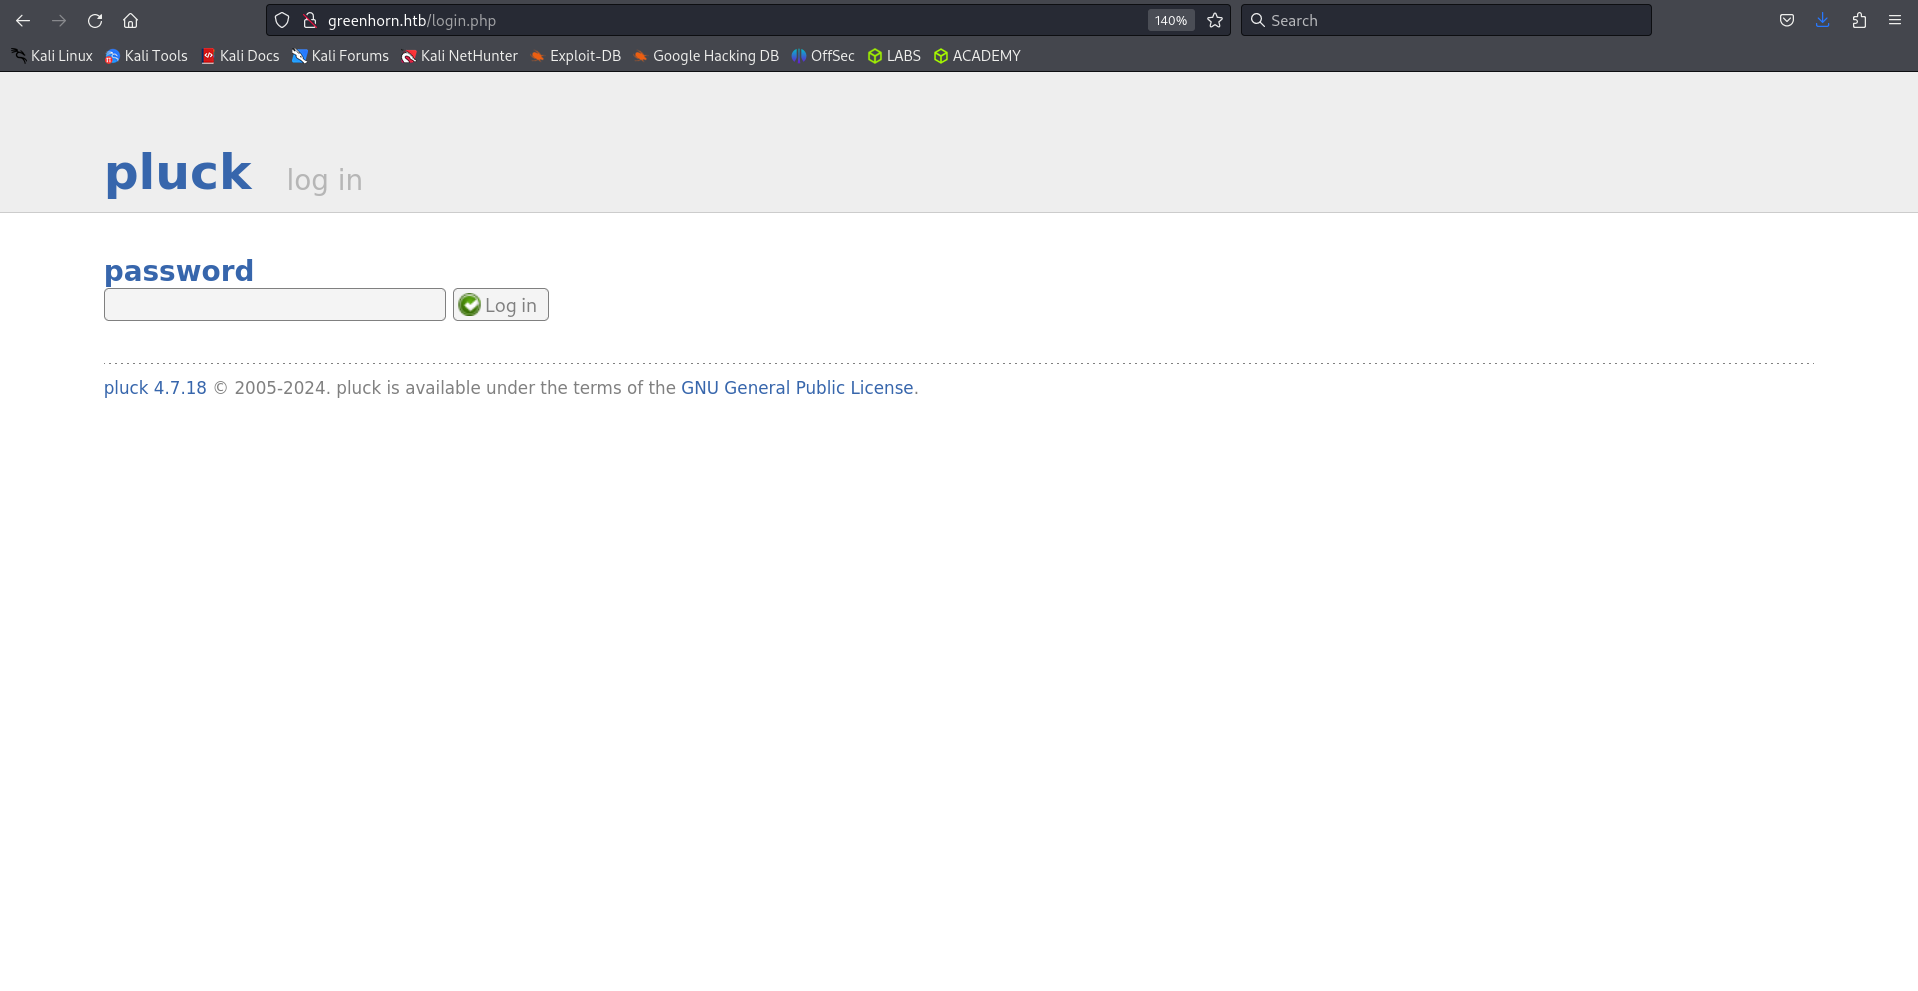 greenhorn.htb/login.php 140% Search
Kali Linux Kali Tools Kali Docs Kali Forums Kali NetHunter Exploit-DB Google Hacking DB OffSec LABS ACADEMY
pluck log in
password
Log in
pluck 4.7.18 © 2005-2024. pluck is available under the terms of the GNU General Public License.